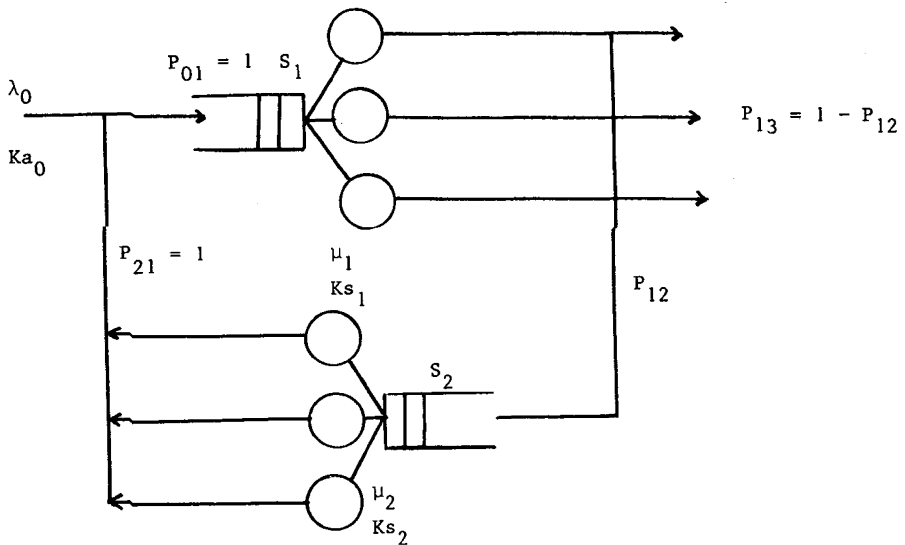 P₀₁ = 1 S₁
λ₀
P₁₃ = 1 - P₁₂
Ka₀
P₂₁ = 1
μ₁
Ks₁
P₁₂
S₂
μ₂
Ks₂